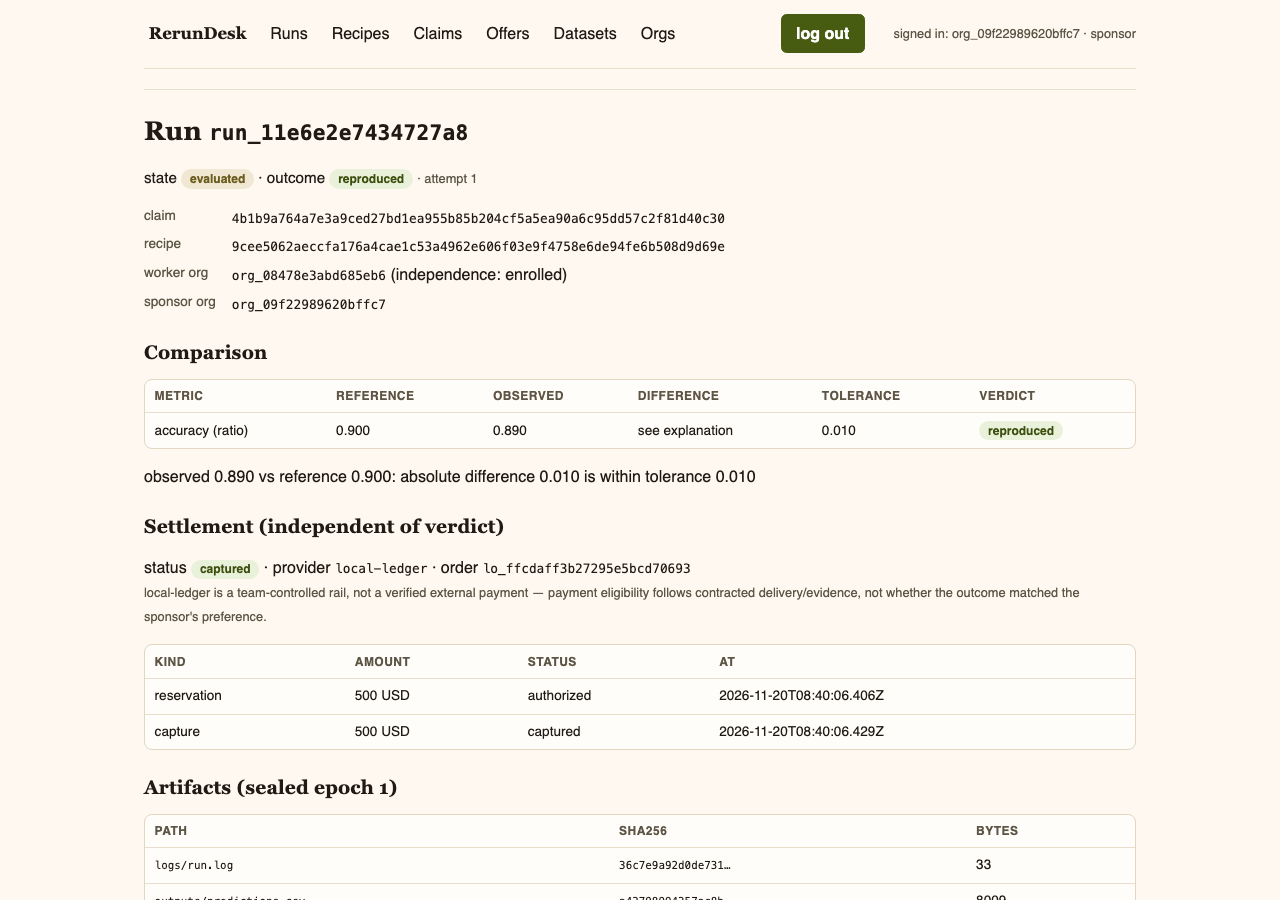 RerunDesk Runs Recipes Claims Offers Datasets Orgs log out signed in: org_09f22989620bffc7 · sponsor
Run run_11e6e2e7434727a8
state evaluated · outcome reproduced · attempt 1
claim 4b1b9a764a7e3a9ced27bd1ea955b85b204cf5a5ea90a6c95dd57c2f81d40c30
recipe 9cee5062aeccfa176a4cae1c53a4962e606f03e9f4758e6de94fe6b508d9d69e
worker org org_08478e3abd685eb6 (independence: enrolled)
sponsor org org_09f22989620bffc7
Comparison
METRIC REFERENCE OBSERVED DIFFERENCE TOLERANCE VERDICT
accuracy (ratio) 0.900 0.890 see explanation 0.010 reproduced
observed 0.890 vs reference 0.900: absolute difference 0.010 is within tolerance 0.010
Settlement (independent of verdict)
status captured · provider local-ledger · order lo_ffcdaff3b27295e5bcd70693
local-ledger is a team-controlled rail, not a verified external payment — payment eligibility follows contracted delivery/evidence, not whether the outcome matched the
sponsor's preference.
KIND AMOUNT STATUS AT
reservation 500 USD authorized 2026-11-20T08:40:06.406Z
capture 500 USD captured 2026-11-20T08:40:06.429Z
Artifacts (sealed epoch 1)
PATH SHA256 BYTES
logs/run.log 36c7e9a92d0de731… 33